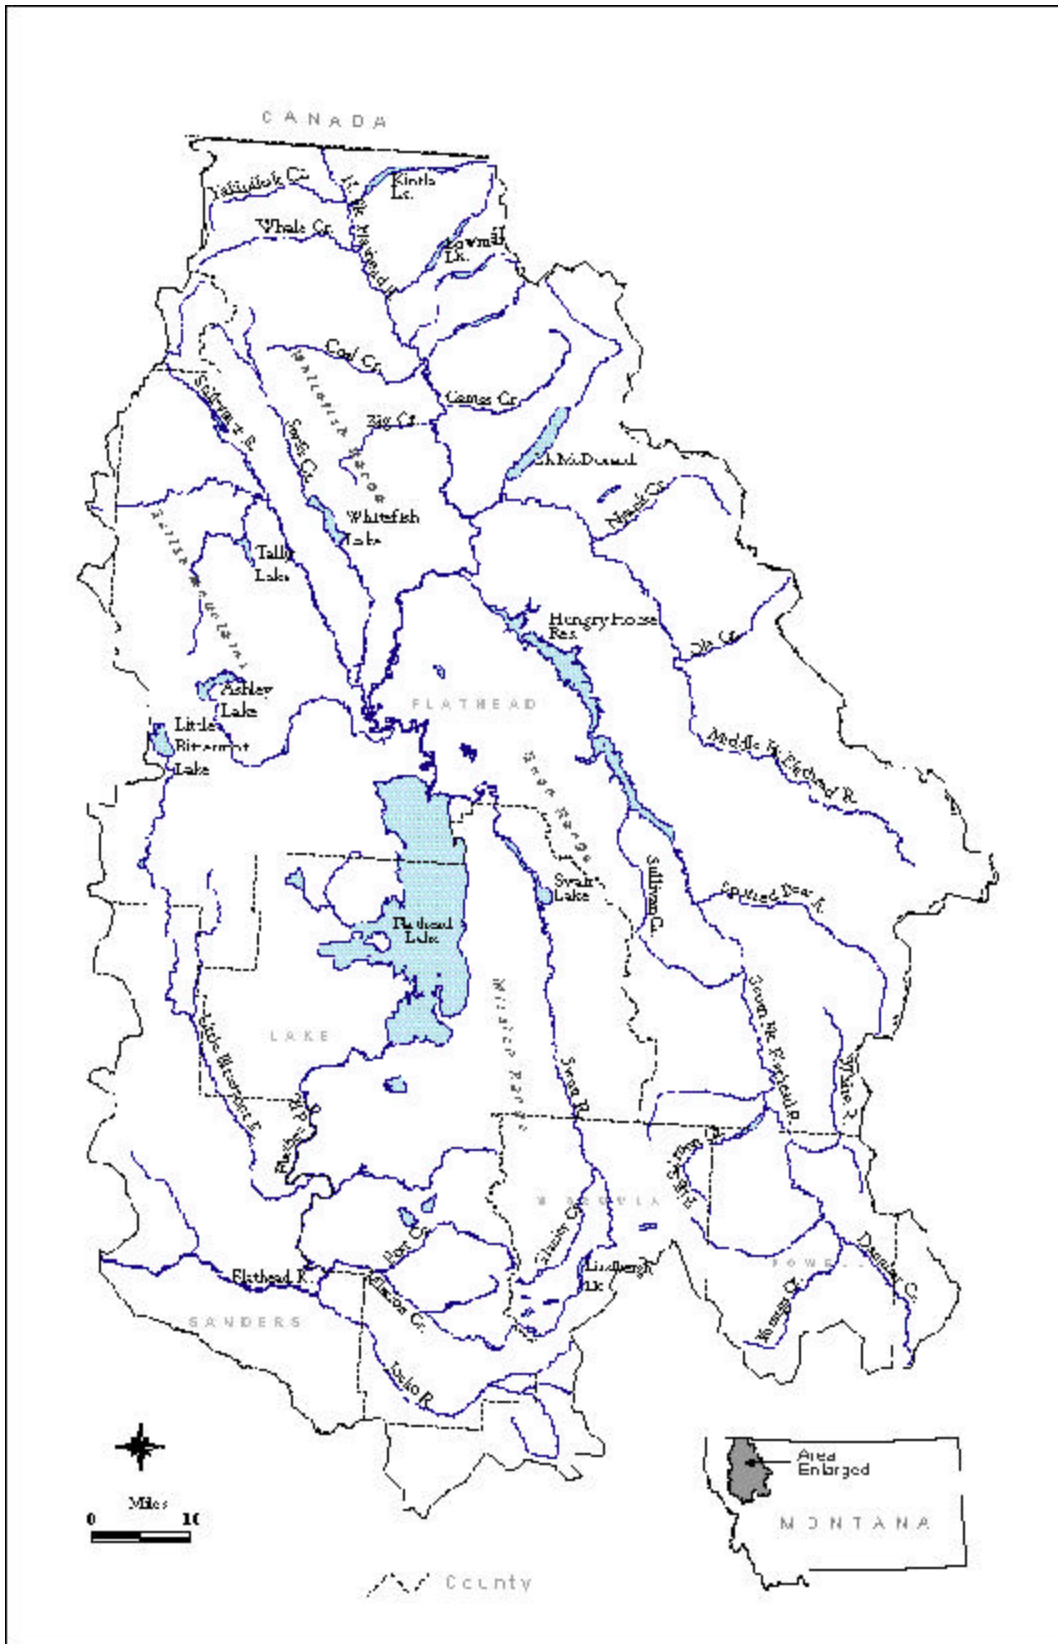 CANADA
Kintla
Lk.
Whale Cr.
Lk.
Coal Cr.
Camas Cr.
Big Cr.
Lk McDonald
Whitefish
Lake
Tally
Lake
Hungry Horse
Res.
Ole Cr.
Ashley
Lake
FLATHEAD
Little
Bitterroot
Lake
Middle Fk Flathead R.
Swan Range
Sullivan Cr.
Swan
Lake
Spotted Bear R.
Flathead
Lake
Mission Range
LAKE
South Fk Flathead R.
White R.
Little Bitterroot R.
Swan R.
Flathead R.
MISSOULA
Post Cr.
POWELL
Danaher Cr.
Lindbergh
Lk
Flathead R.
Mission Cr.
SANDERS
Jocko R.
Area
Enlarged
Miles
0 10
MONTANA
County